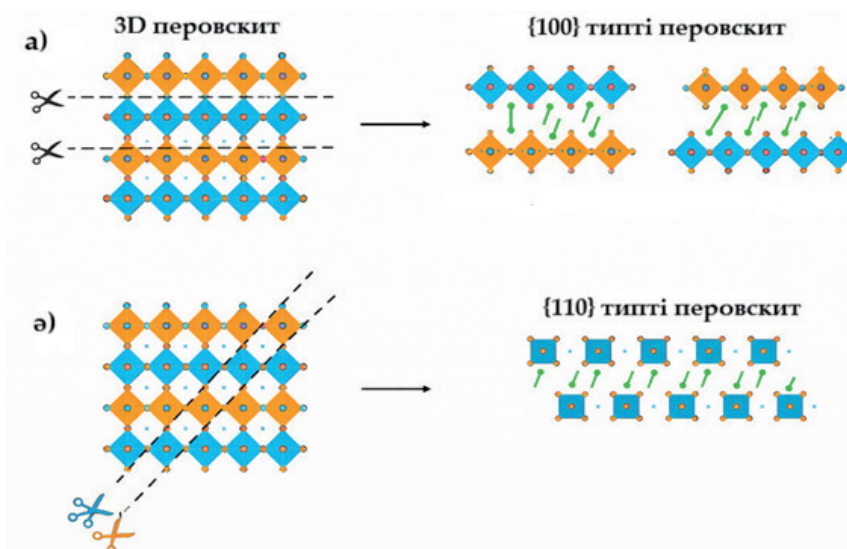 3D перовскит
{100} типті перовскит
а)
{110} типті перовскит
ә)